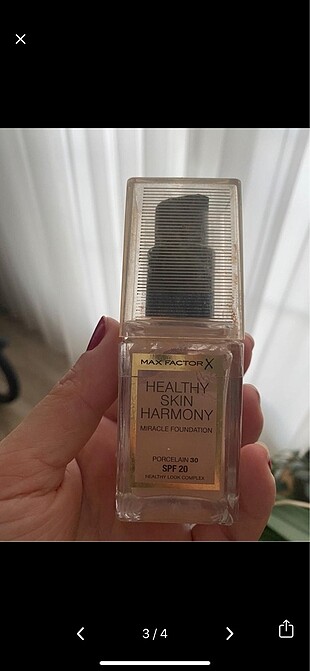 MAX FACTOR X
HEALTHY
SKIN
HARMONY
MIRACLE FOUNDATION
PORCELAIN 30
SPF 20
HEALTHY LOOK COMPLEX
3 / 4